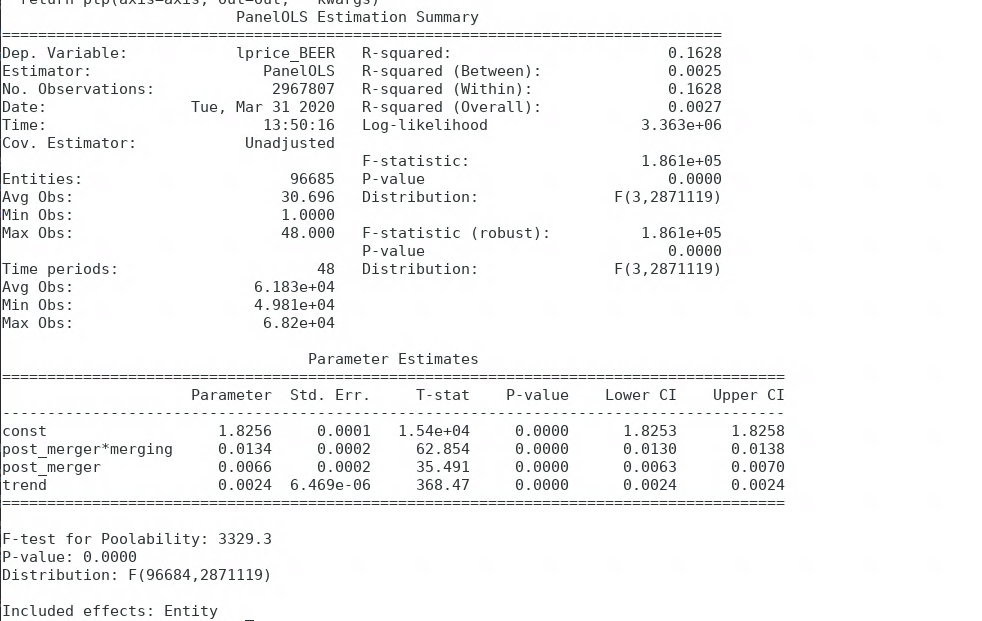 return ptp(axis=axis, out=out, **kwargs)
PanelOLS Estimation Summary
================================================================================
Dep. Variable: lprice_BEER R-squared: 0.1628
Estimator: PanelOLS R-squared (Between): 0.0025
No. Observations: 2967807 R-squared (Within): 0.1628
Date: Tue, Mar 31 2020 R-squared (Overall): 0.0027
Time: 13:50:16 Log-likelihood 3.363e+06
Cov. Estimator: Unadjusted
F-statistic: 1.861e+05
Entities: 96685 P-value 0.0000
Avg Obs: 30.696 Distribution: F(3,2871119)
Min Obs: 1.0000
Max Obs: 48.000 F-statistic (robust): 1.861e+05
P-value 0.0000
Time periods: 48 Distribution: F(3,2871119)
Avg Obs: 6.183e+04
Min Obs: 4.981e+04
Max Obs: 6.82e+04
Parameter Estimates
=======================================================================================
Parameter Std. Err. T-stat P-value Lower CI Upper CI
---------------------------------------------------------------------------------------
const 1.8256 0.0001 1.54e+04 0.0000 1.8253 1.8258
post_merger*merging 0.0134 0.0002 62.854 0.0000 0.0130 0.0138
post_merger 0.0066 0.0002 35.491 0.0000 0.0063 0.0070
trend 0.0024 6.469e-06 368.47 0.0000 0.0024 0.0024
=======================================================================================
F-test for Poolability: 3329.3
P-value: 0.0000
Distribution: F(96684,2871119)
Included effects: Entity